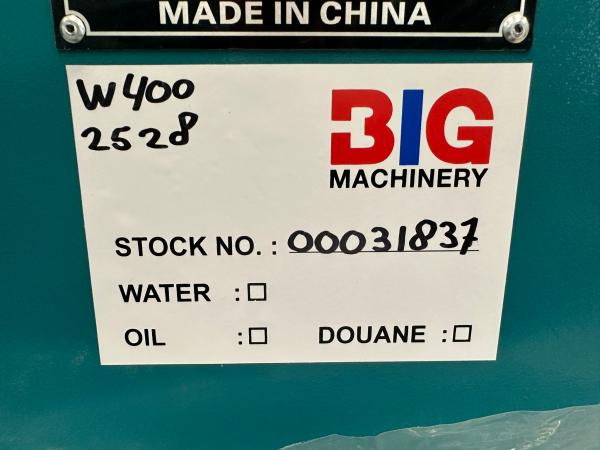 MADE IN CHINA
W400
2528
BIG
MACHINERY
STOCK NO. : 00031837
WATER :☐
OIL :☐ DOUANE :☐